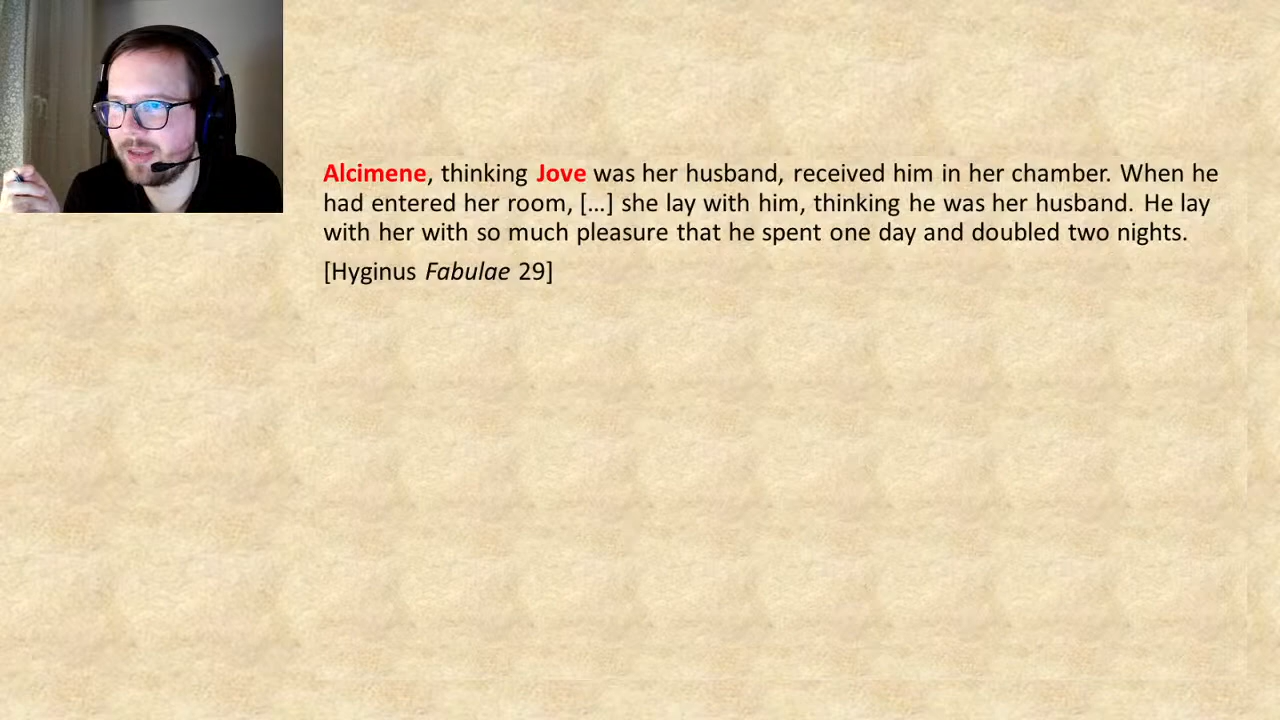 Alcimene, thinking Jove was her husband, received him in her chamber. When he
had entered her room, [...] she lay with him, thinking he was her husband. He lay
with her with so much pleasure that he spent one day and doubled two nights.
[Hyginus Fabulae 29]